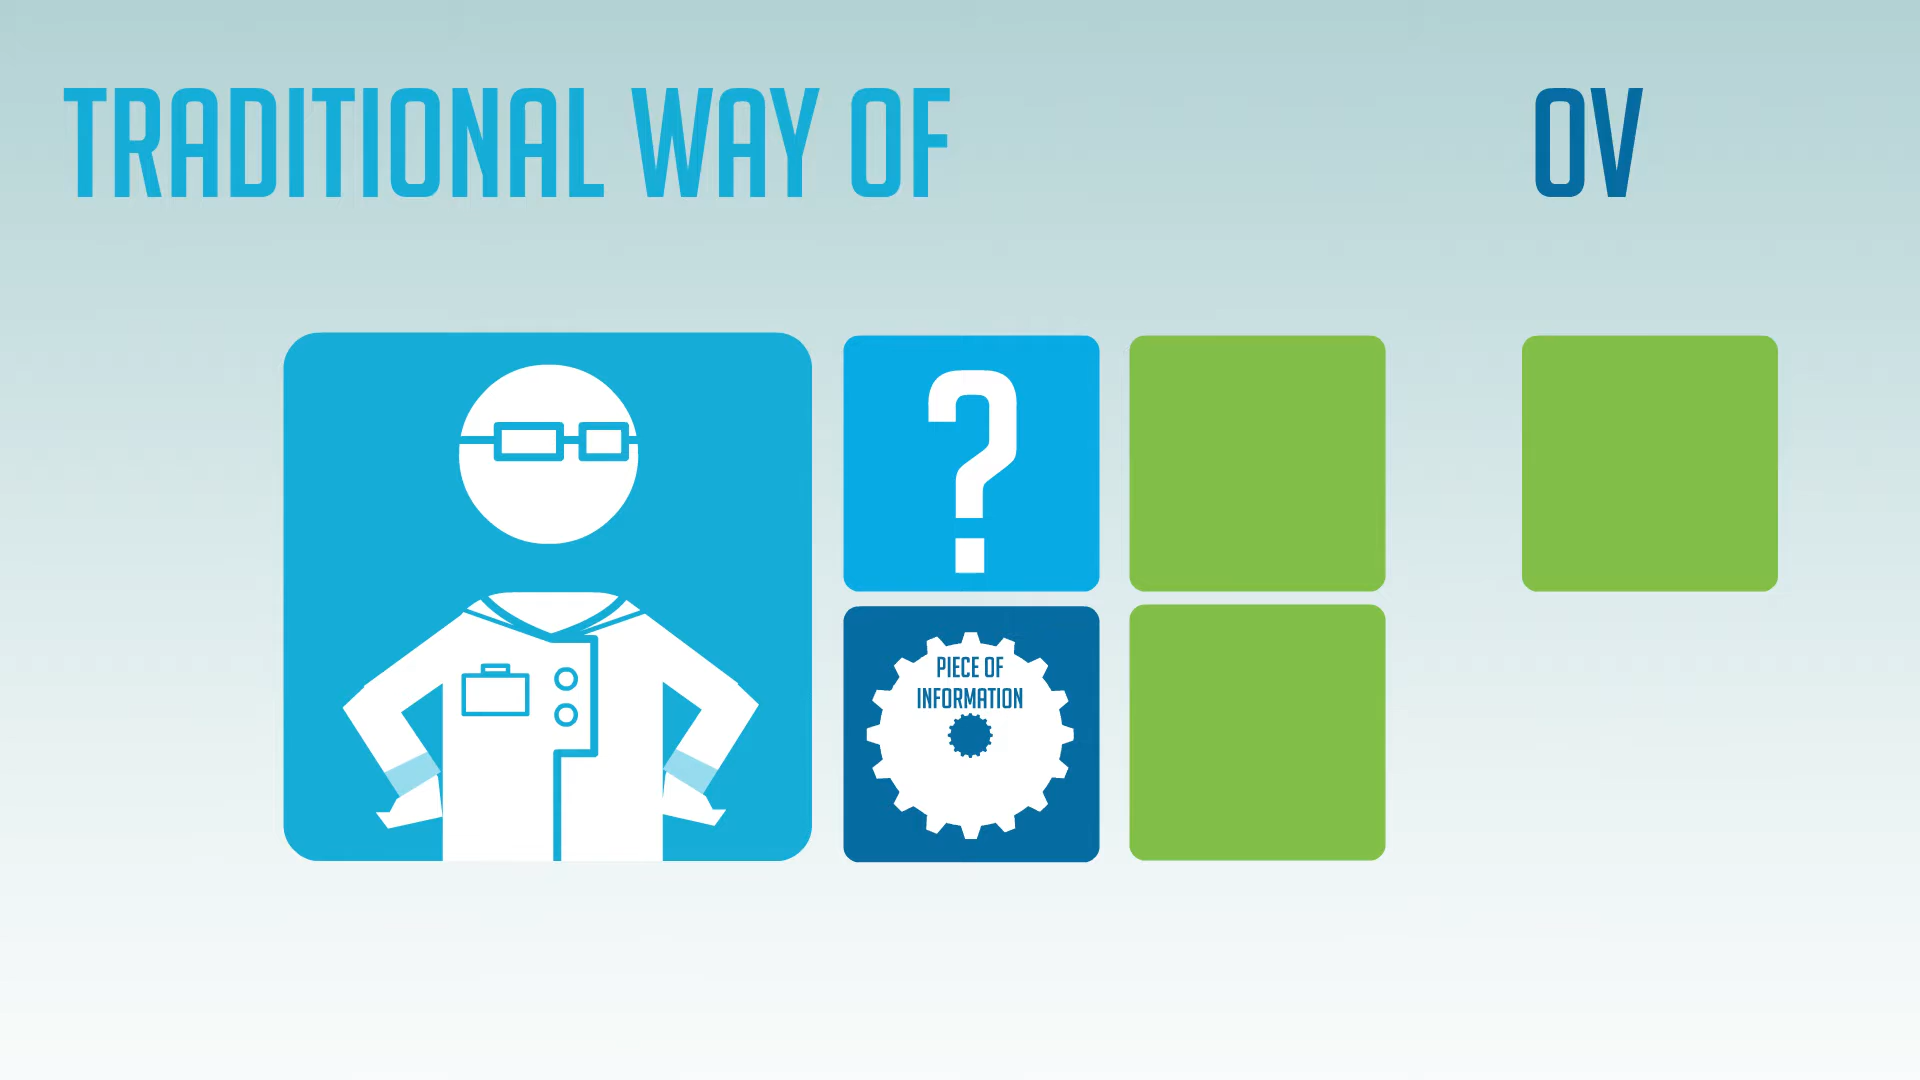 TRADITIONAL WAY OF OV
?
PIECE OF
INFORMATION